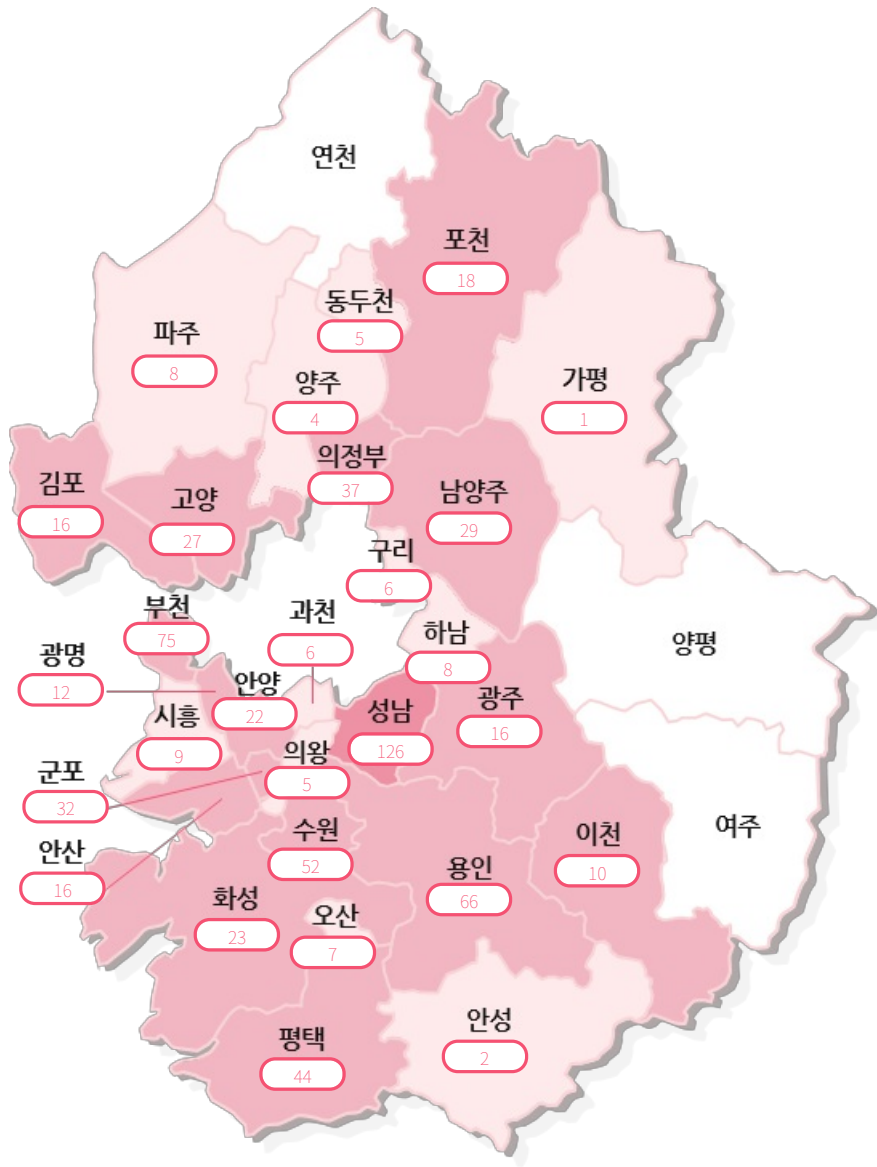 연천
포천
18
동두천
5
파주
8
양주
4
가평
1
의정부
37
김포
16
고양
27
남양주
29
구리
6
부천
75
과천
6
하남
8
양평
광명
12
안양
22
시흥
9
성남
126
광주
16
의왕
5
군포
32
수원
52
이천
10
여주
안산
16
화성
23
용인
66
오산
7
안성
2
평택
44